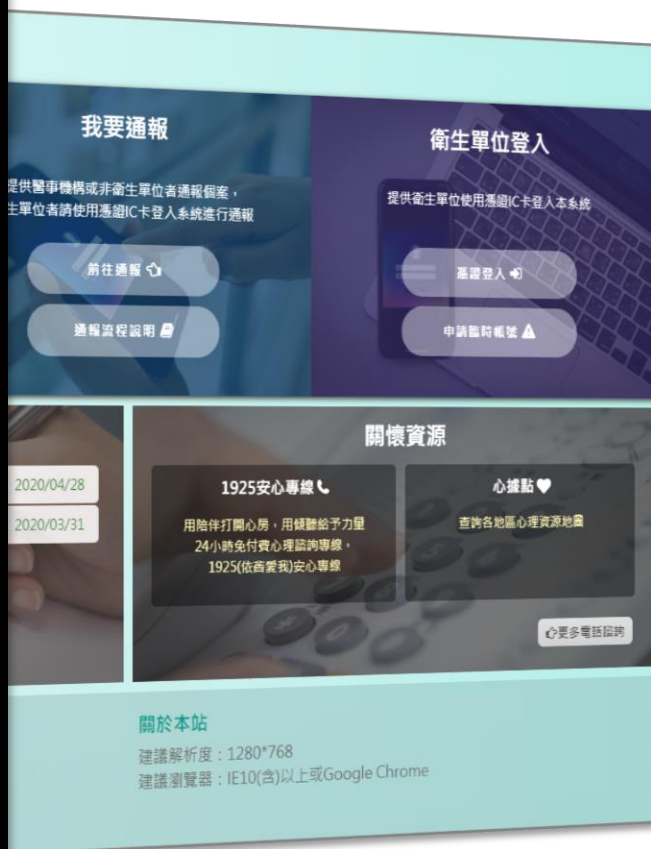 我要通報
提供醫事機構或非衛生單位者通報個案，
生單位者請使用憑證IC卡登入系統進行通報
前往通報
通報流程說明
衛生單位登入
提供衛生單位使用憑證IC卡登入本系統
憑證登入
申請臨時帳號
2020/04/28
2020/03/31
關懷資源
1925安心專線
用陪伴打開心房，用傾聽給予力量
24小時免付費心理諮詢專線，
1925(依舊愛我)安心專線
心據點
查詢各地區心理資源地圖
更多電話諮詢
關於本站
建議解析度：1280*768
建議瀏覽器：IE10(含)以上或Google Chrome